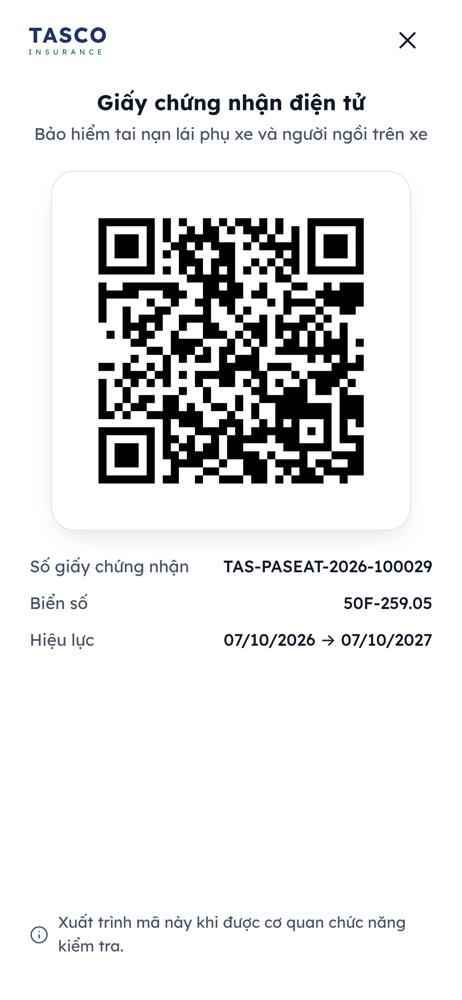 TASCO
INSURANCE
Giấy chứng nhận điện tử
Bảo hiểm tai nạn lái phụ xe và người ngồi trên xe
Số giấy chứng nhận TAS-PASEAT-2026-100029
Biển số 50F-259.05
Hiệu lực 07/10/2026 → 07/10/2027
Xuất trình mã này khi được cơ quan chức năng
kiểm tra.